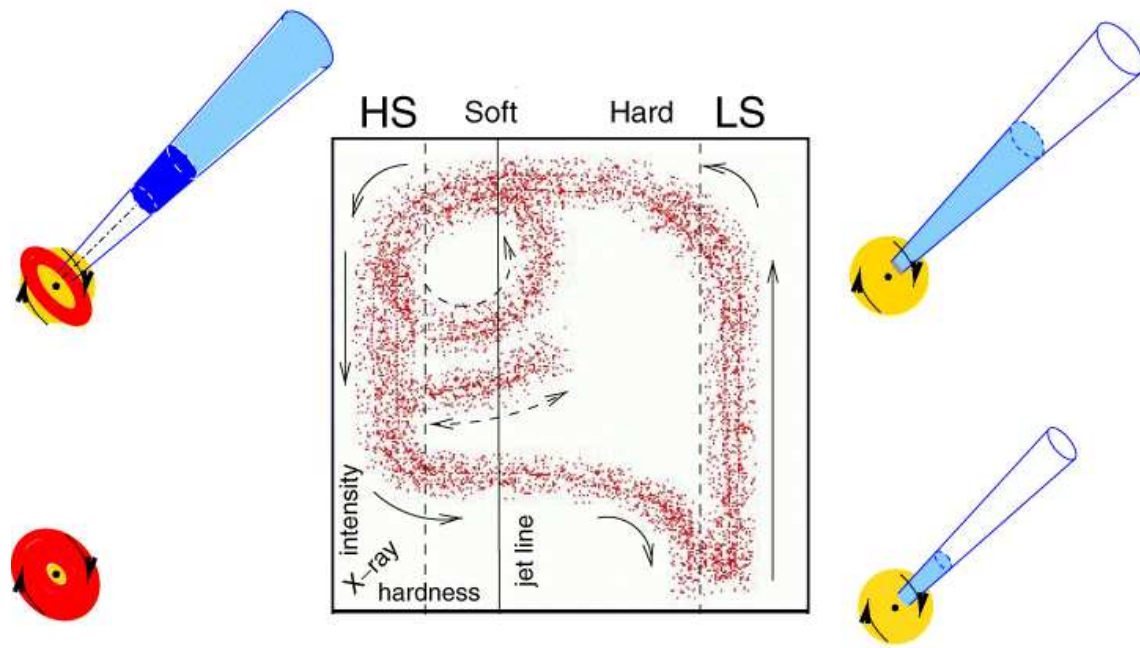 HS Soft Hard LS
intensity
X-ray
hardness
jet line